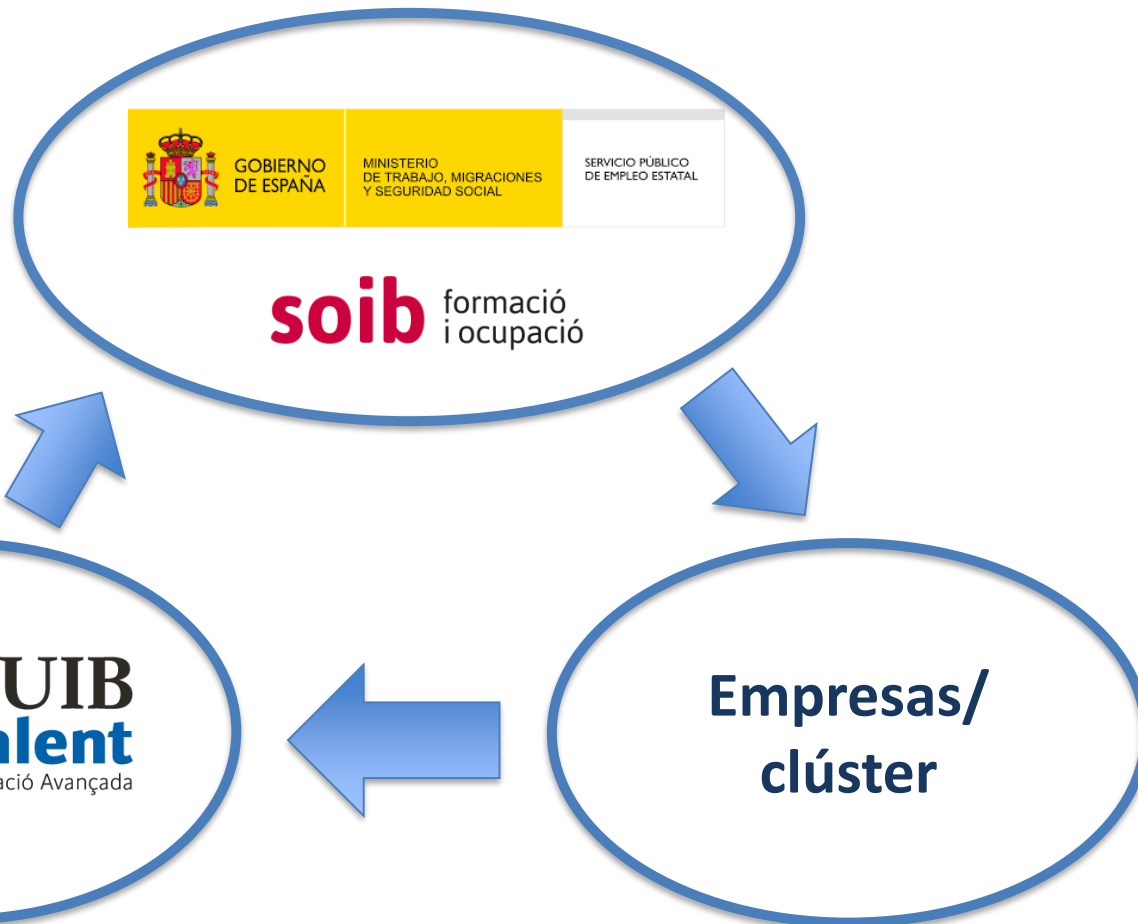 GOBIERNO
DE ESPAÑA
MINISTERIO
DE TRABAJO, MIGRACIONES
Y SEGURIDAD SOCIAL
SERVICIO PÚBLICO
DE EMPLEO ESTATAL
soib formació
i ocupació
UIB
alent
ació Avançada
Empresas/
clúster